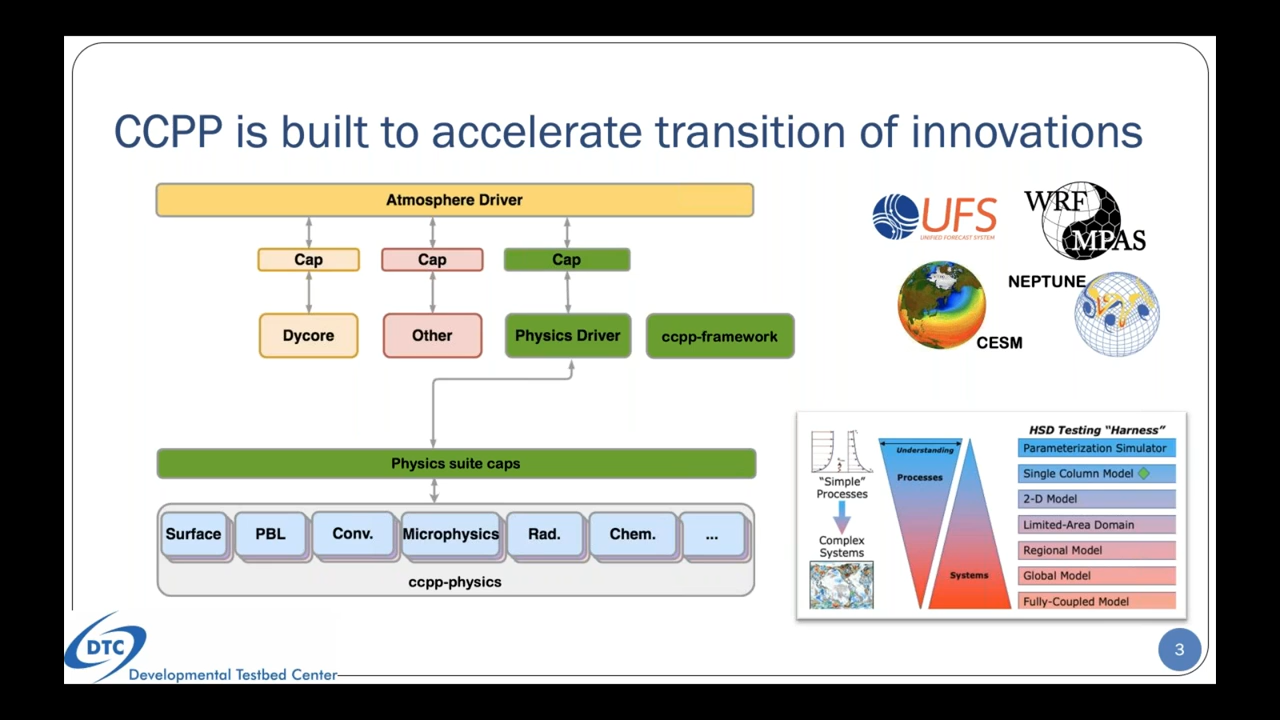 CCPP is built to accelerate transition of innovations
Atmosphere Driver
Cap
Cap
Cap
Dycore
Other
Physics Driver
ccpp-framework
Physics suite caps
Surface
PBL
Conv.
Microphysics
Rad.
Chem.
...
ccpp-physics
UFS
UNIFIED FORECAST SYSTEM
WRF
MPAS
NEPTUNE
CESM
HSD Testing “Harness”
Understanding
Processes
Systems
“Simple”
Processes
Complex
Systems
Parameterization Simulator
Single Column Model
2-D Model
Limited-Area Domain
Regional Model
Global Model
Fully-Coupled Model
DTC
Developmental Testbed Center
3